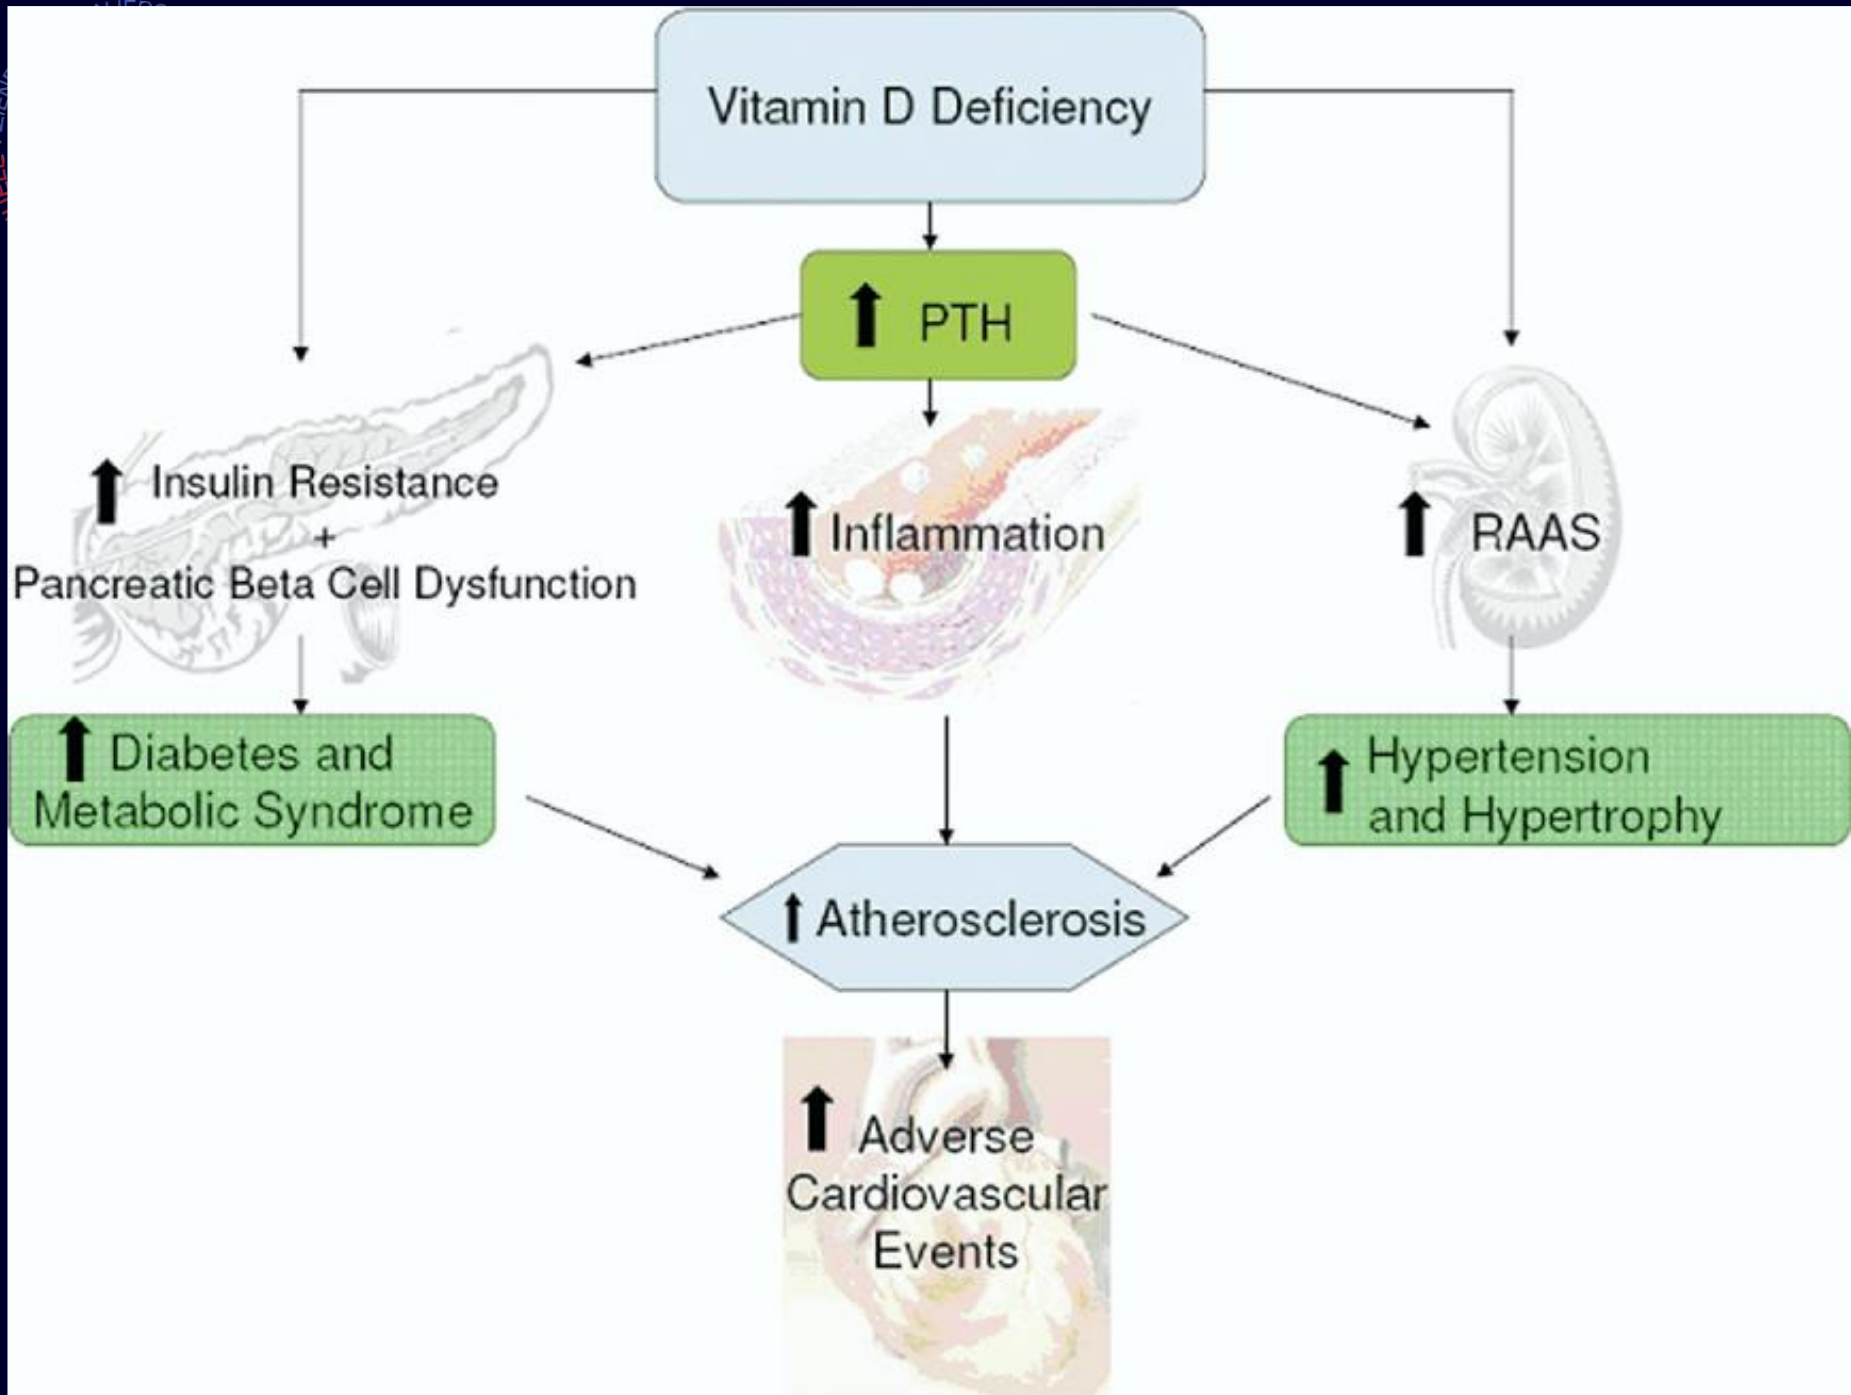 Vitamin D Deficiency
PTH
Insulin Resistance
+
Pancreatic Beta Cell Dysfunction
Inflammation
RAAS
Diabetes and
Metabolic Syndrome
Hypertension
and Hypertrophy
Atherosclerosis
Adverse
Cardiovascular
Events